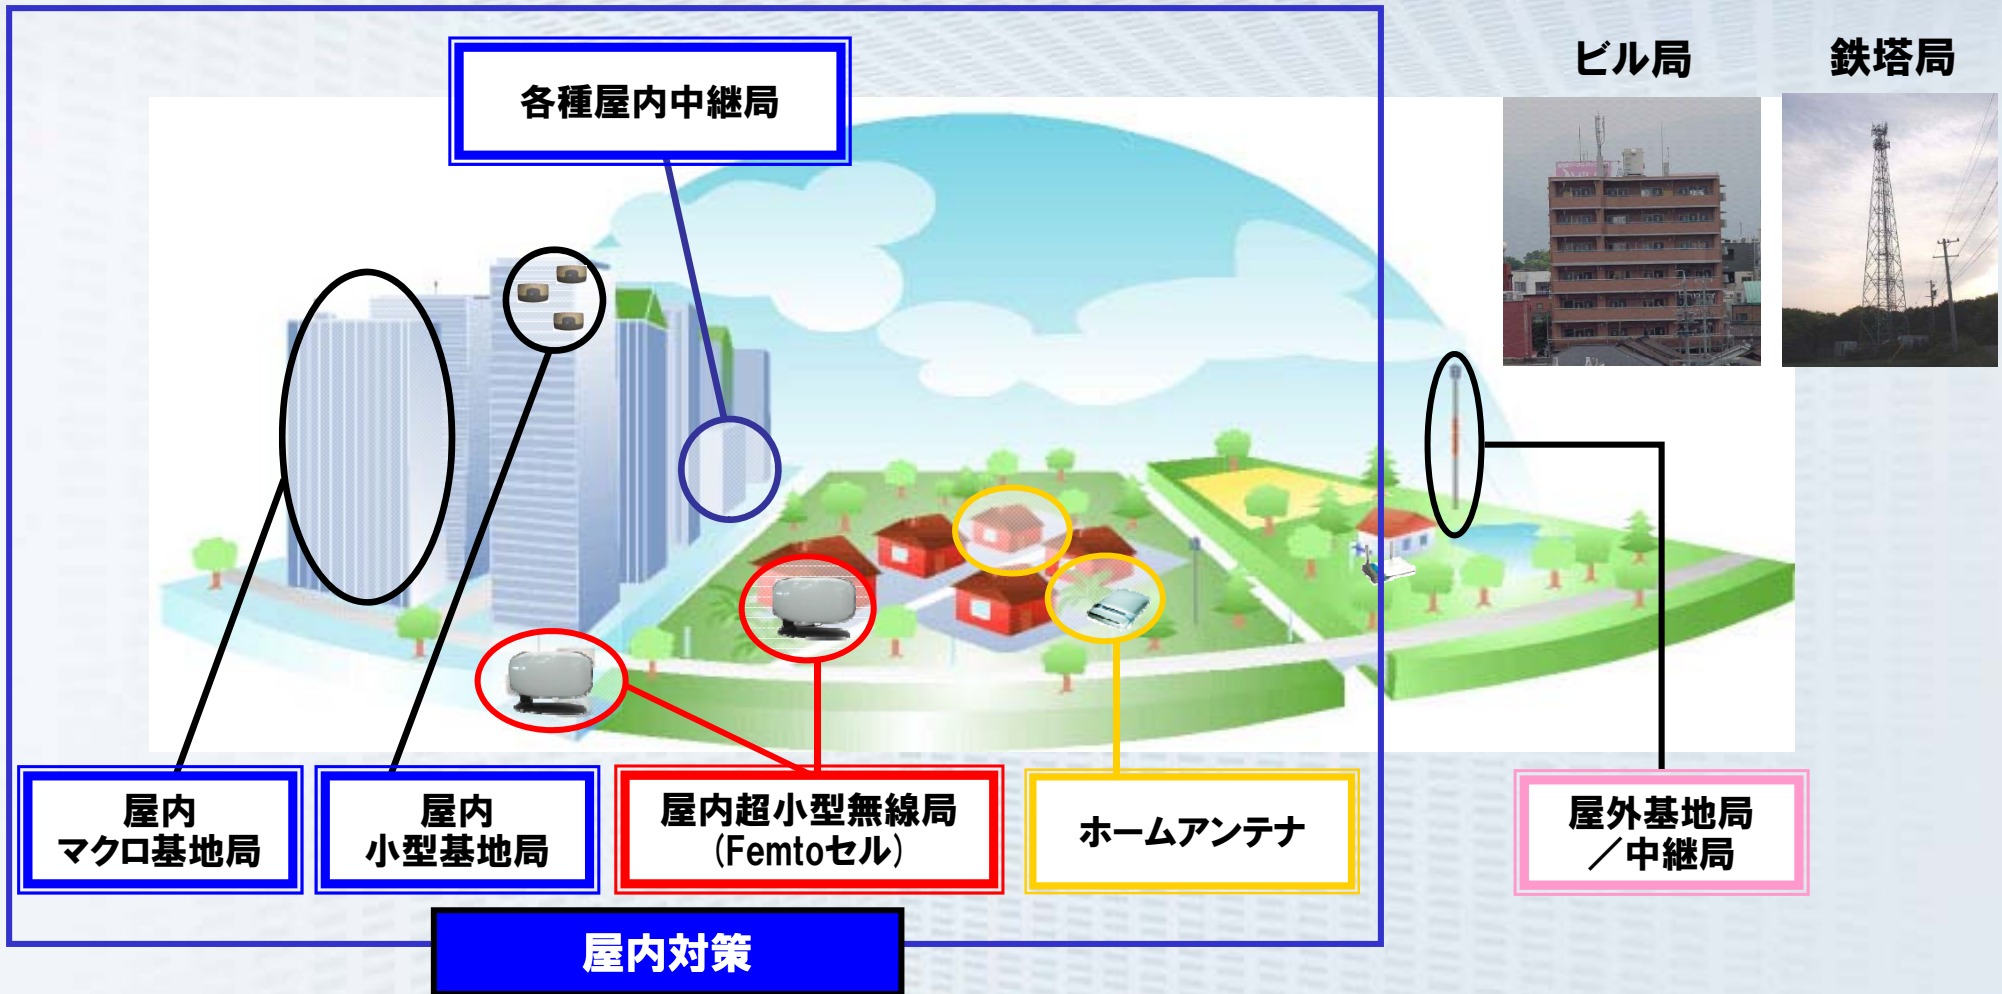 各種屋内中継局
ビル局
鉄塔局
屋内
マクロ基地局
屋内
小型基地局
屋内超小型無線局
(Femtoセル)
ホームアンテナ
屋外基地局
／中継局
屋内対策